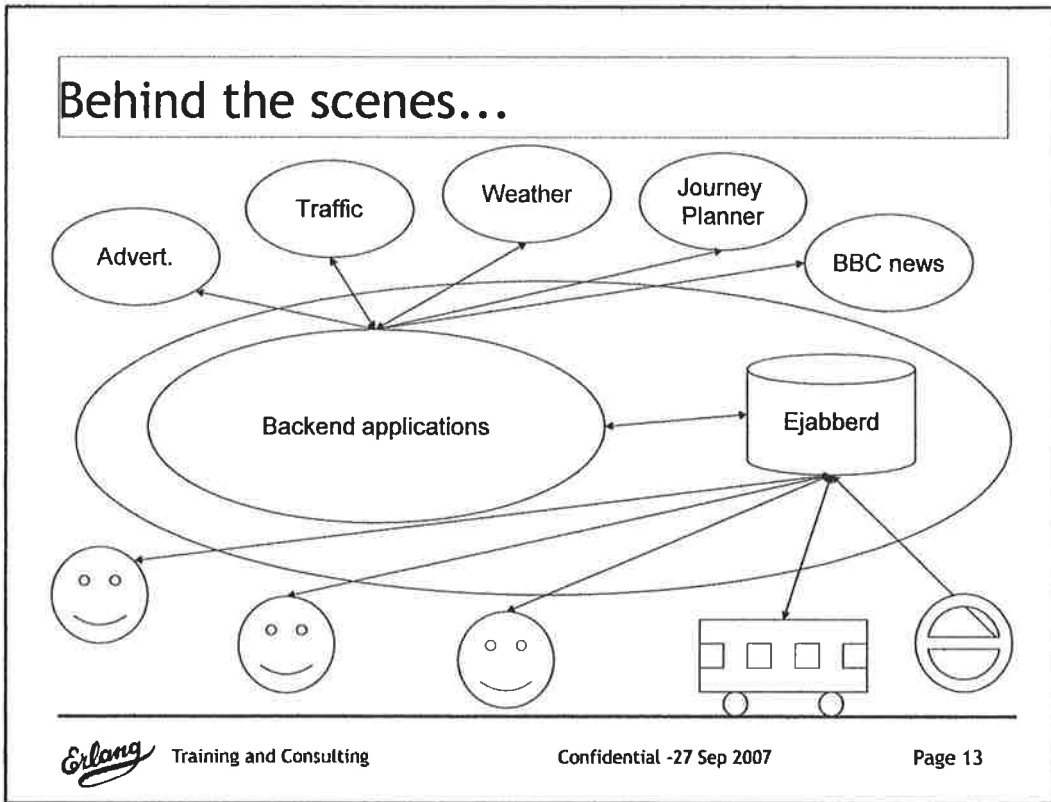 Behind the scenes...
Advert.
Traffic
Weather
Journey
Planner
BBC news
Backend applications
Ejabberd
Erlang Training and Consulting
Confidential -27 Sep 2007
Page 13